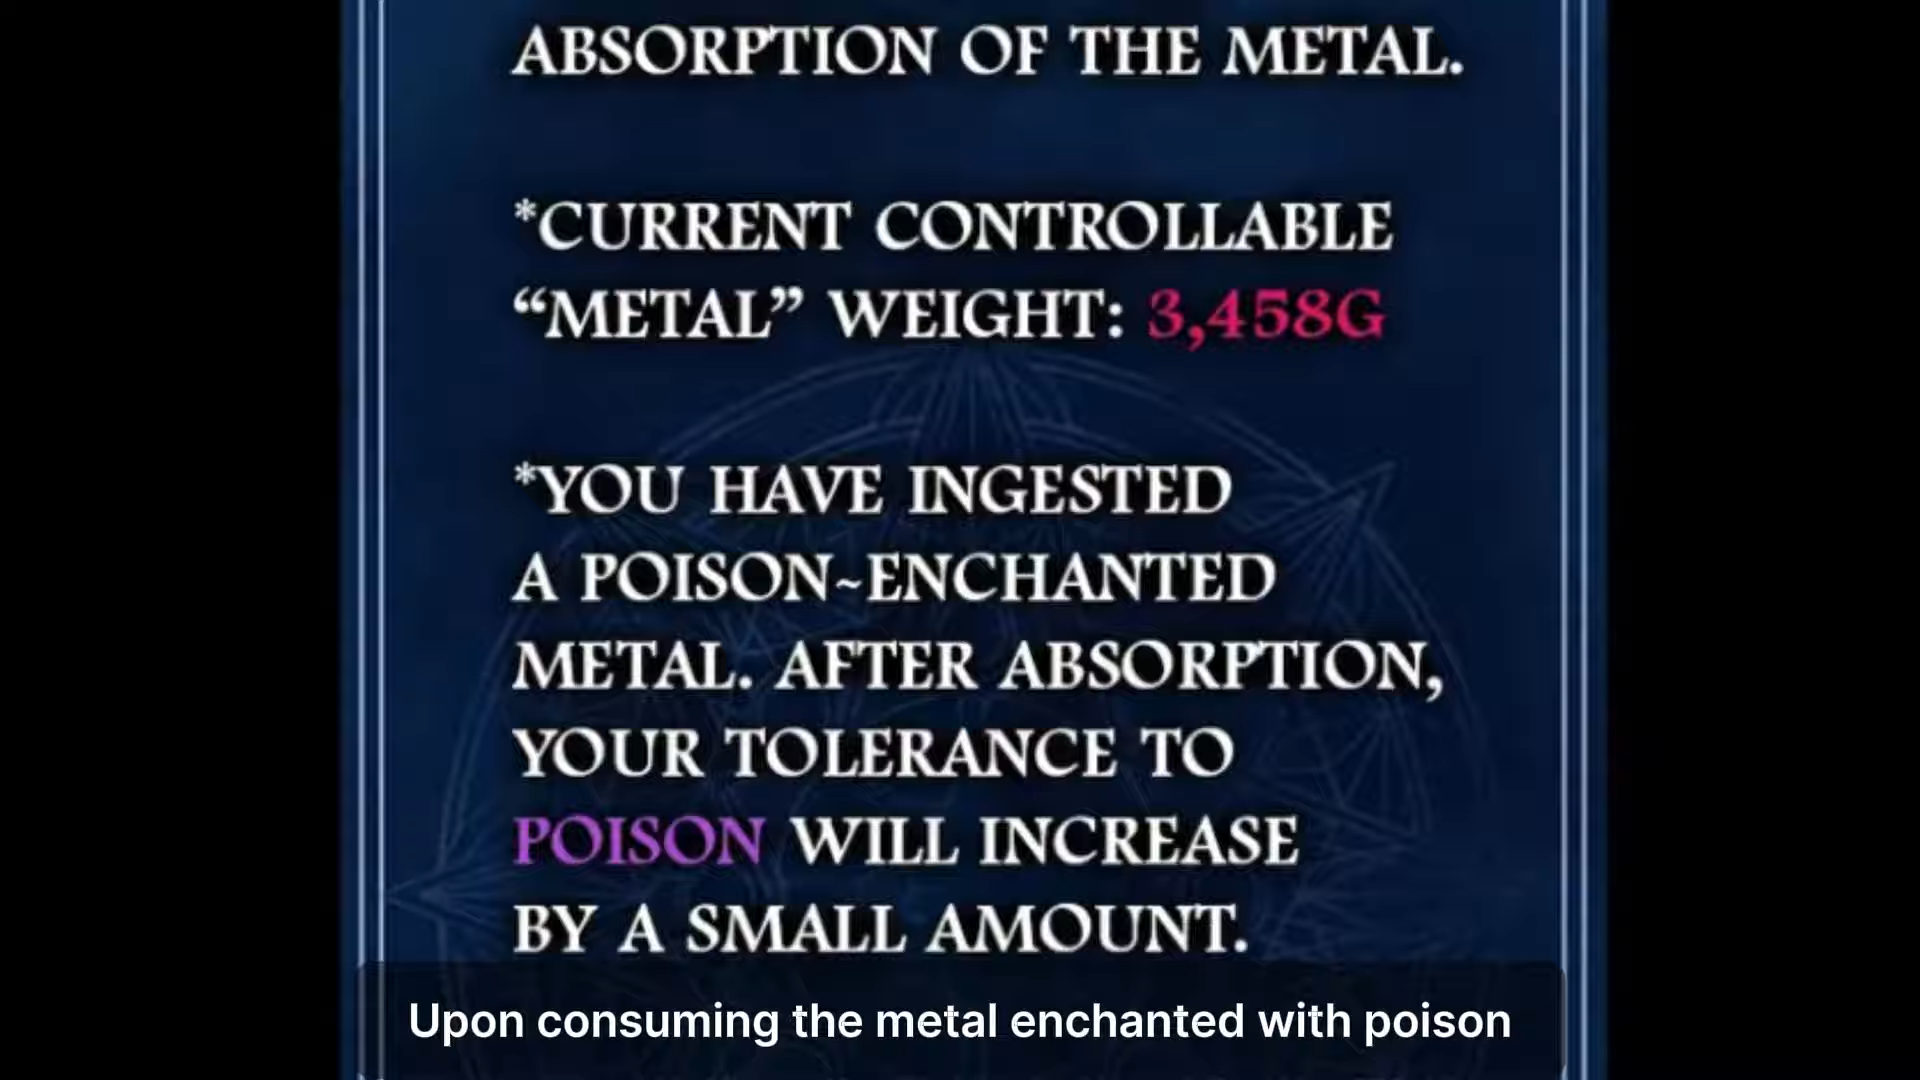 ABSORPTION OF THE METAL.
*CURRENT CONTROLLABLE
“METAL” WEIGHT: 3,458G
*YOU HAVE INGESTED
A POISON~ENCHANTED
METAL. AFTER ABSORPTION,
YOUR TOLERANCE TO
POISON WILL INCREASE
BY A SMALL AMOUNT.
Upon consuming the metal enchanted with poison